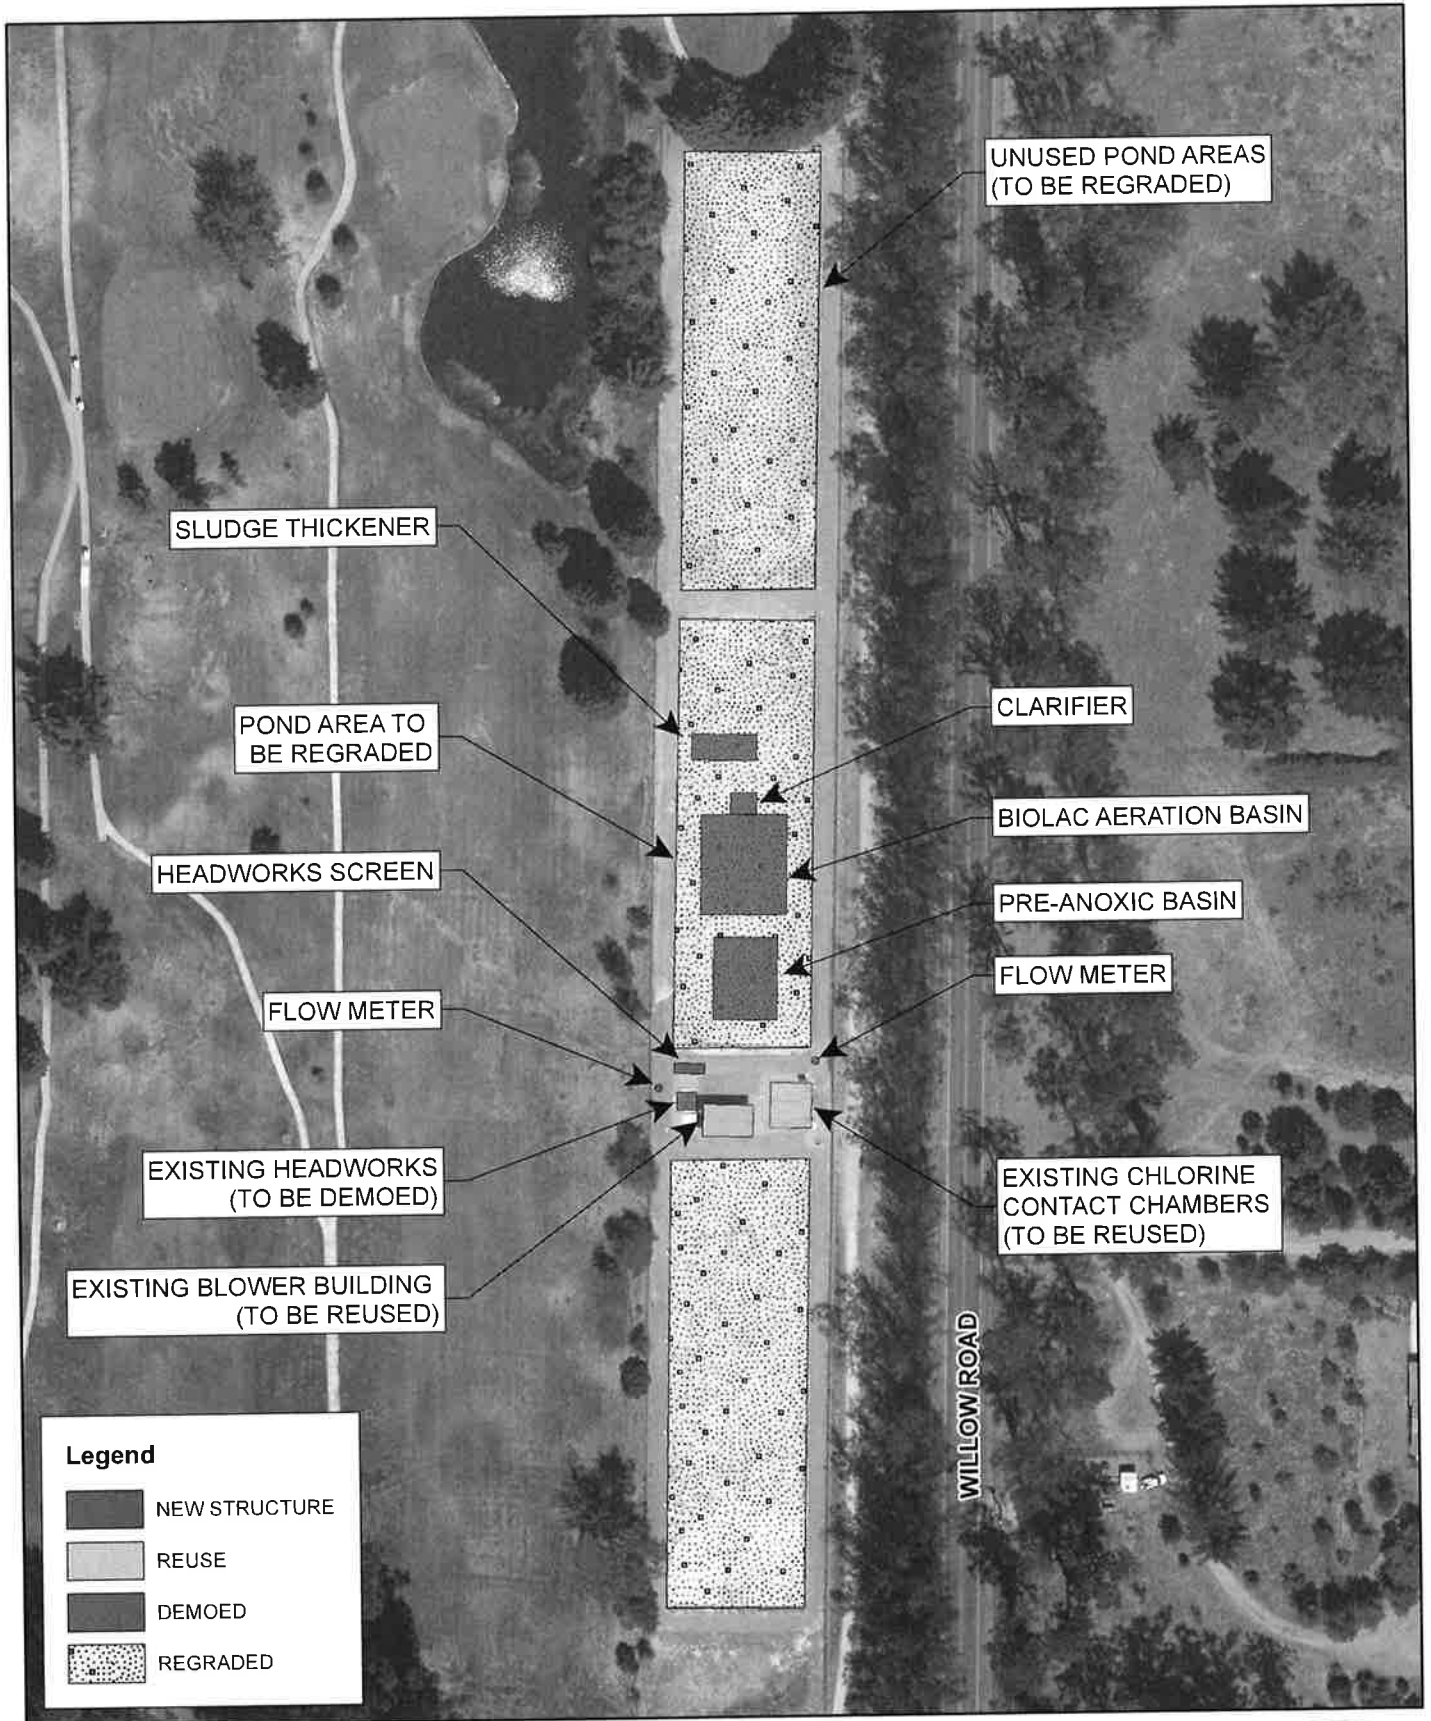 UNUSED POND AREAS
(TO BE REGRADED)
SLUDGE THICKENER
POND AREA TO
BE REGRADED
CLARIFIER
BIOLAC AERATION BASIN
HEADWORKS SCREEN
PRE-ANOXIC BASIN
FLOW METER
FLOW METER
EXISTING HEADWORKS
(TO BE DEMOED)
EXISTING CHLORINE
CONTACT CHAMBERS
(TO BE REUSED)
EXISTING BLOWER BUILDING
(TO BE REUSED)
WILLOW ROAD
Legend
NEW STRUCTURE
REUSE
DEMOED
REGRADED